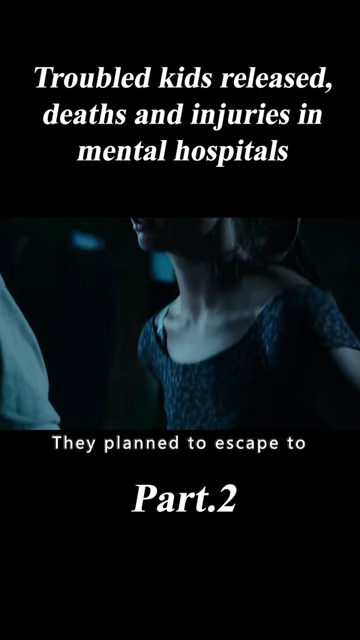 Troubled kids released,
deaths and injuries in
mental hospitals
They planned to escape to
Part.2